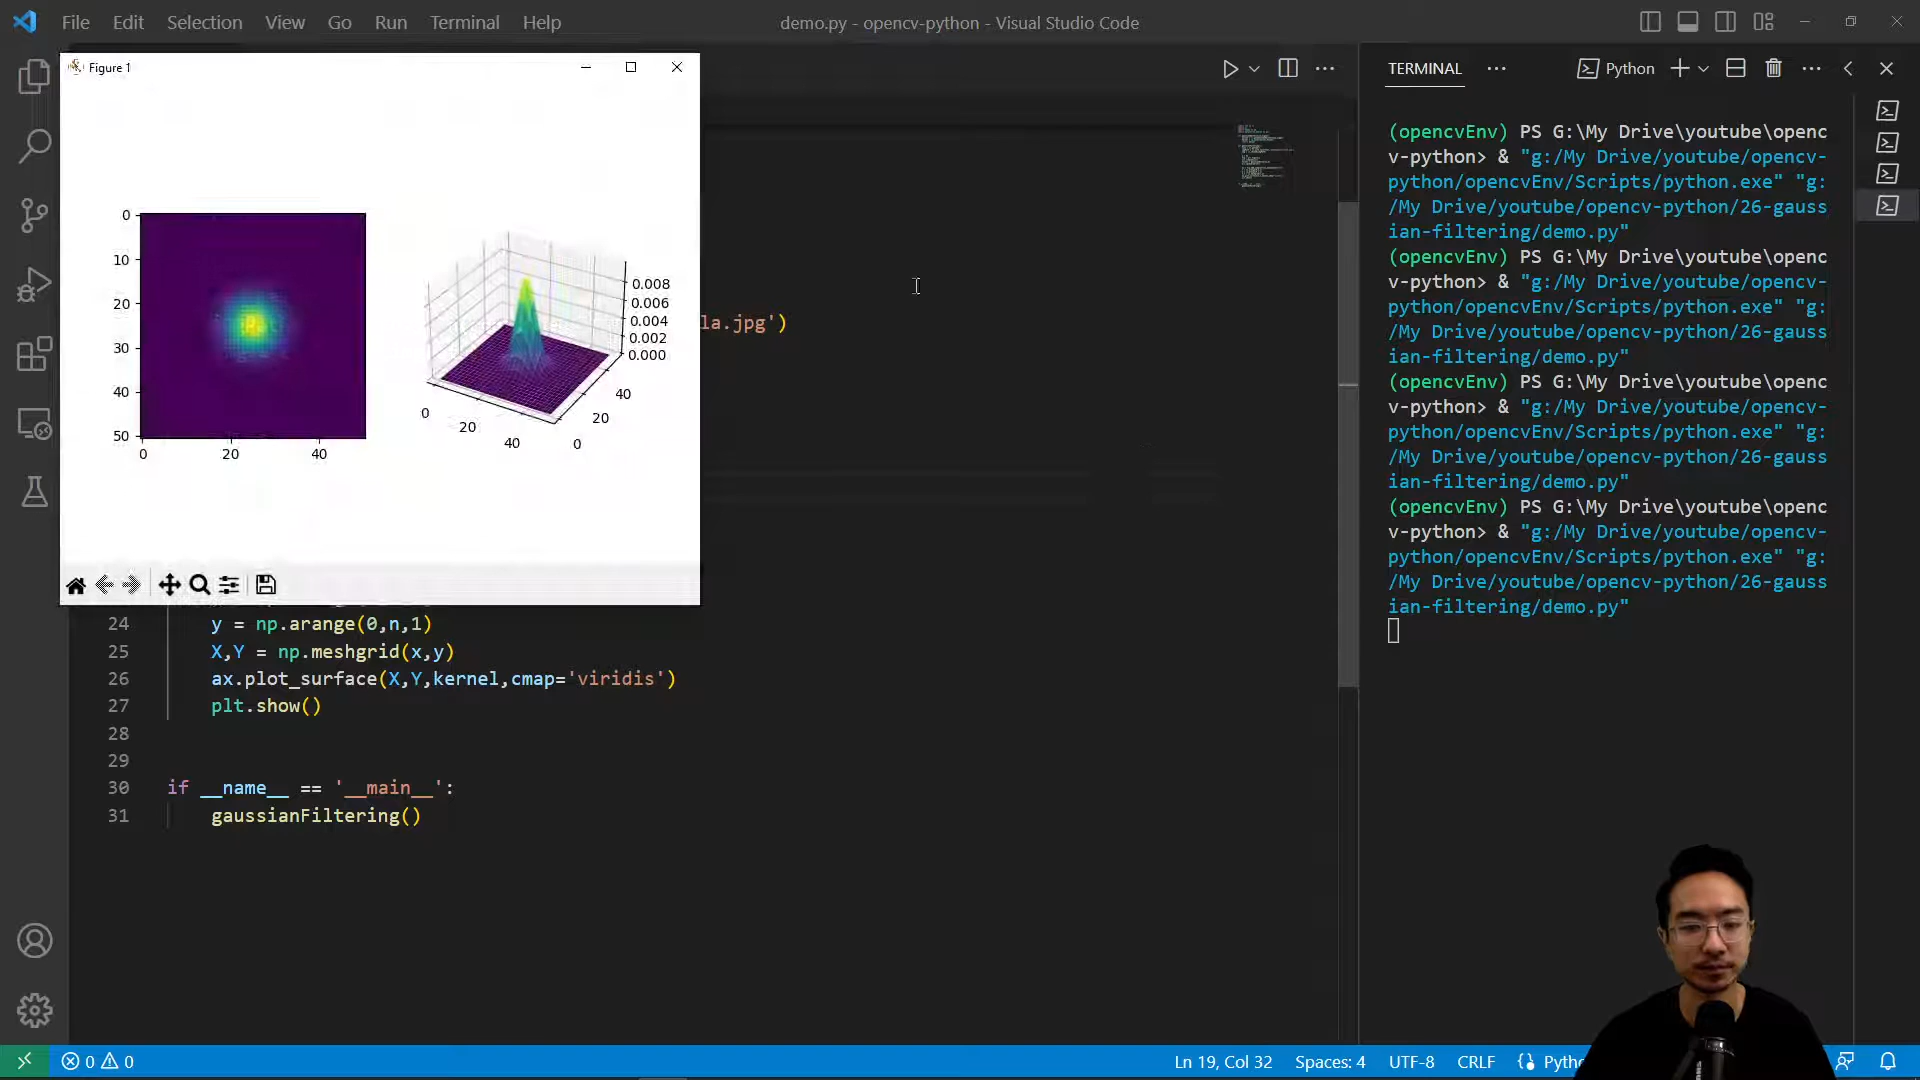 File Edit Selection View Go Run Terminal Help
demo.py - opencv-python - Visual Studio Code
Figure 1
0
10
20
30
40
50
0 20 40
0.008
0.006
0.004
0.002
0.000
0 20 40
0 20 40
la.jpg')
24 y = np.arange(0,n,1)
25 X,Y = np.meshgrid(x,y)
26 ax.plot_surface(X,Y,kernel,cmap='viridis')
27 plt.show()
28
29
30 if __name__ == '__main__':
31 gaussianFiltering()
TERMINAL
Python
(opencvEnv) PS G:\My Drive\youtube\openc
v-python> & "g:/My Drive/youtube/opencv-
python/opencvEnv/Scripts/python.exe" "g:
/My Drive/youtube/opencv-python/26-gauss
ian-filtering/demo.py"
(opencvEnv) PS G:\My Drive\youtube\openc
v-python> & "g:/My Drive/youtube/opencv-
python/opencvEnv/Scripts/python.exe" "g:
/My Drive/youtube/opencv-python/26-gauss
ian-filtering/demo.py"
(opencvEnv) PS G:\My Drive\youtube\openc
v-python> & "g:/My Drive/youtube/opencv-
python/opencvEnv/Scripts/python.exe" "g:
/My Drive/youtube/opencv-python/26-gauss
ian-filtering/demo.py"
(opencvEnv) PS G:\My Drive\youtube\openc
v-python> & "g:/My Drive/youtube/opencv-
python/opencvEnv/Scripts/python.exe" "g:
/My Drive/youtube/opencv-python/26-gauss
ian-filtering/demo.py"
0 0
Ln 19, Col 32 Spaces: 4 UTF-8 CRLF Pytho